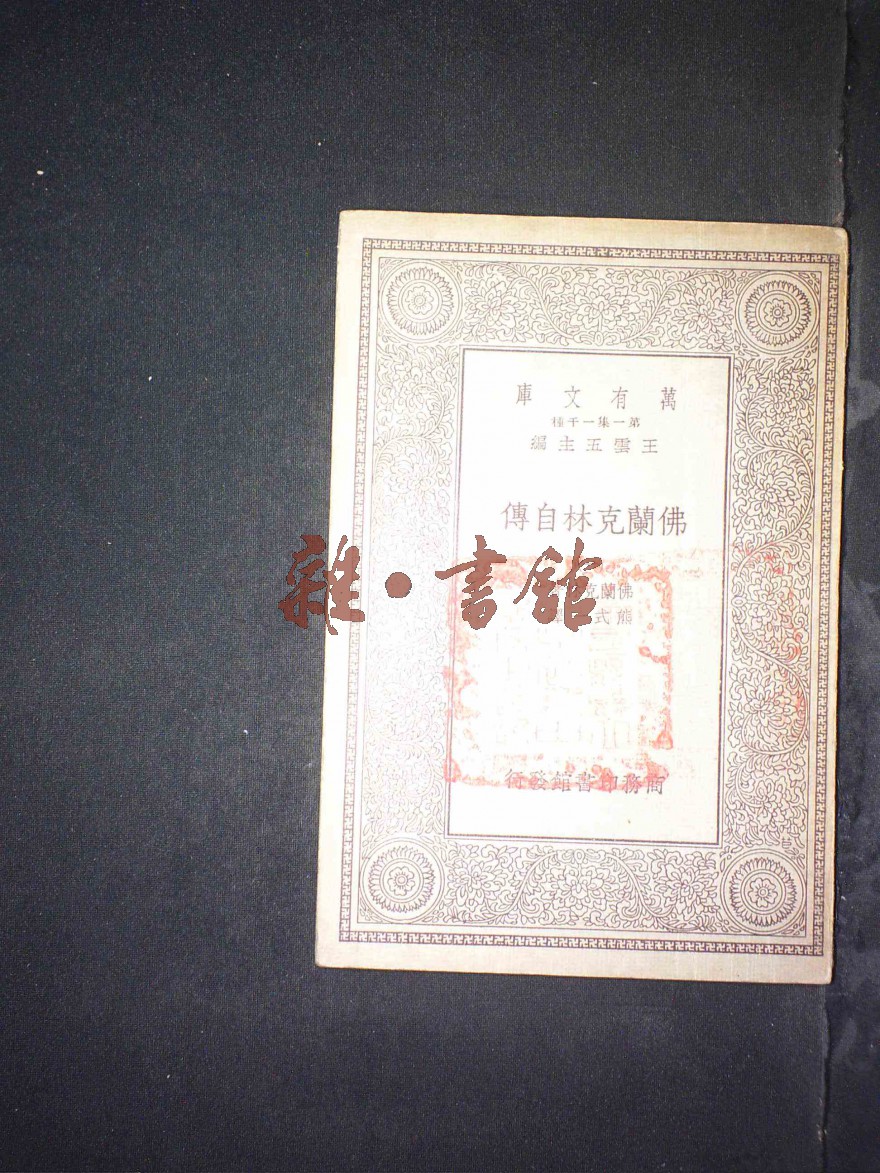 萬有文庫
第一集一千種
王雲五主編
佛蘭克林自傳
佛蘭克
熊式
商務印書館發行
雜·書館